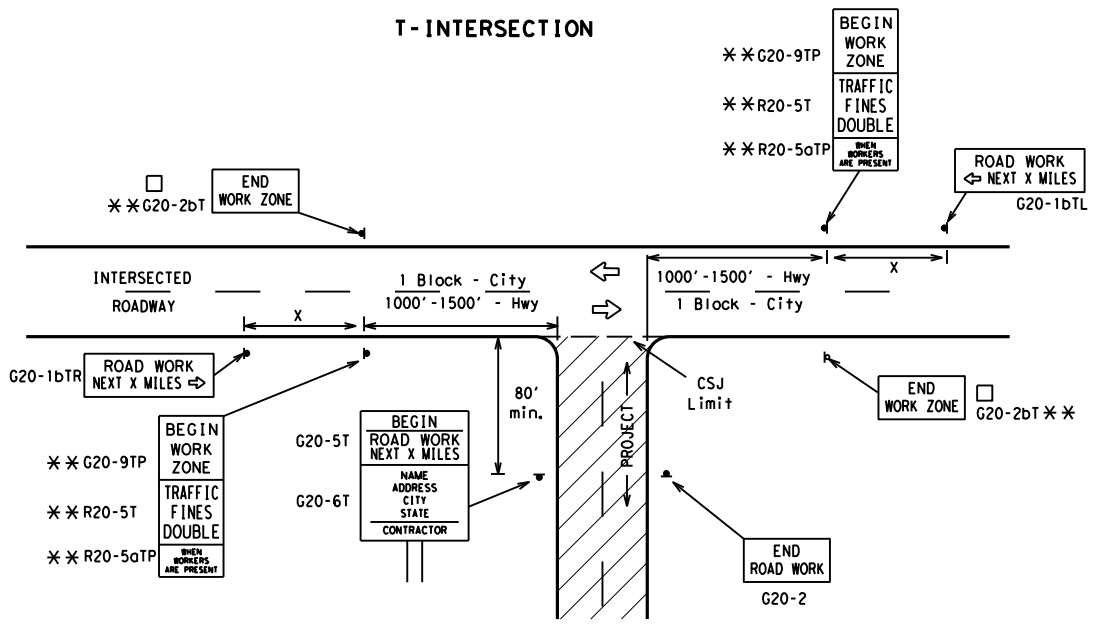 T-INTERSECTION
✳✳G20-9TP
BEGIN
WORK
ZONE
✳✳R20-5T
TRAFFIC
FINES
DOUBLE
✳✳R20-5aTP
WHEN
WORKERS
ARE PRESENT
ROAD WORK
⇦ NEXT X MILES
G20-1bTL
□
✳✳G20-2bT
END
WORK ZONE
INTERSECTED
ROADWAY
1 Block - City
1000'-1500' - Hwy
1000'-1500' - Hwy
1 Block - City
X
X
G20-1bTR
ROAD WORK
NEXT X MILES ⇨
80'
min.
PROJECT
CSJ
Limit
END
WORK ZONE
□
G20-2bT ✳✳
✳✳G20-9TP
BEGIN
WORK
ZONE
✳✳R20-5T
TRAFFIC
FINES
DOUBLE
✳✳R20-5aTP
WHEN
WORKERS
ARE PRESENT
G20-5T
BEGIN
ROAD WORK
NEXT X MILES
G20-6T
NAME
ADDRESS
CITY
STATE
CONTRACTOR
END
ROAD WORK
G20-2